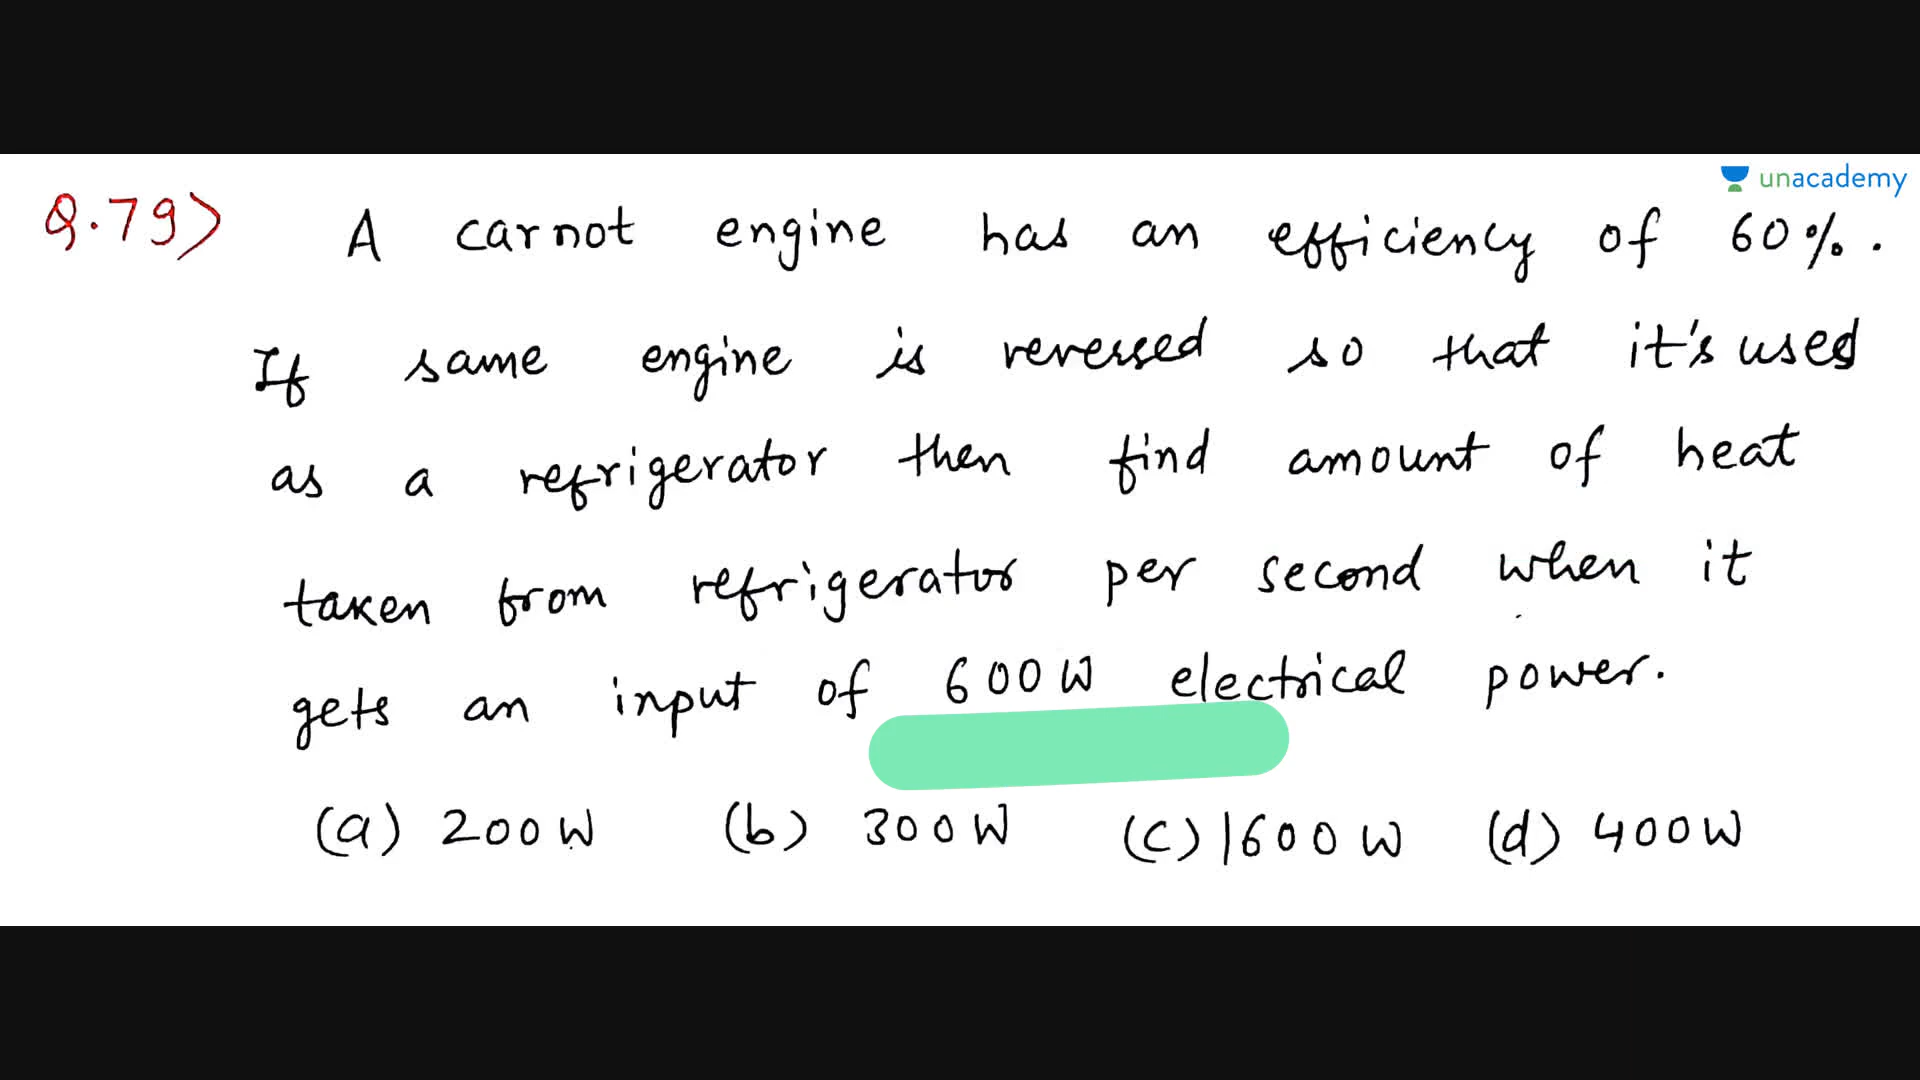 unacademy
Q.79) A carnot engine has an efficiency of 60%.
If same engine is reversed so that it's used
as a refrigerator then find amount of heat
taken from refrigerator per second when it
gets an input of 600W electrical power.
(a) 200W (b) 300W (c) 1600W (d) 400W